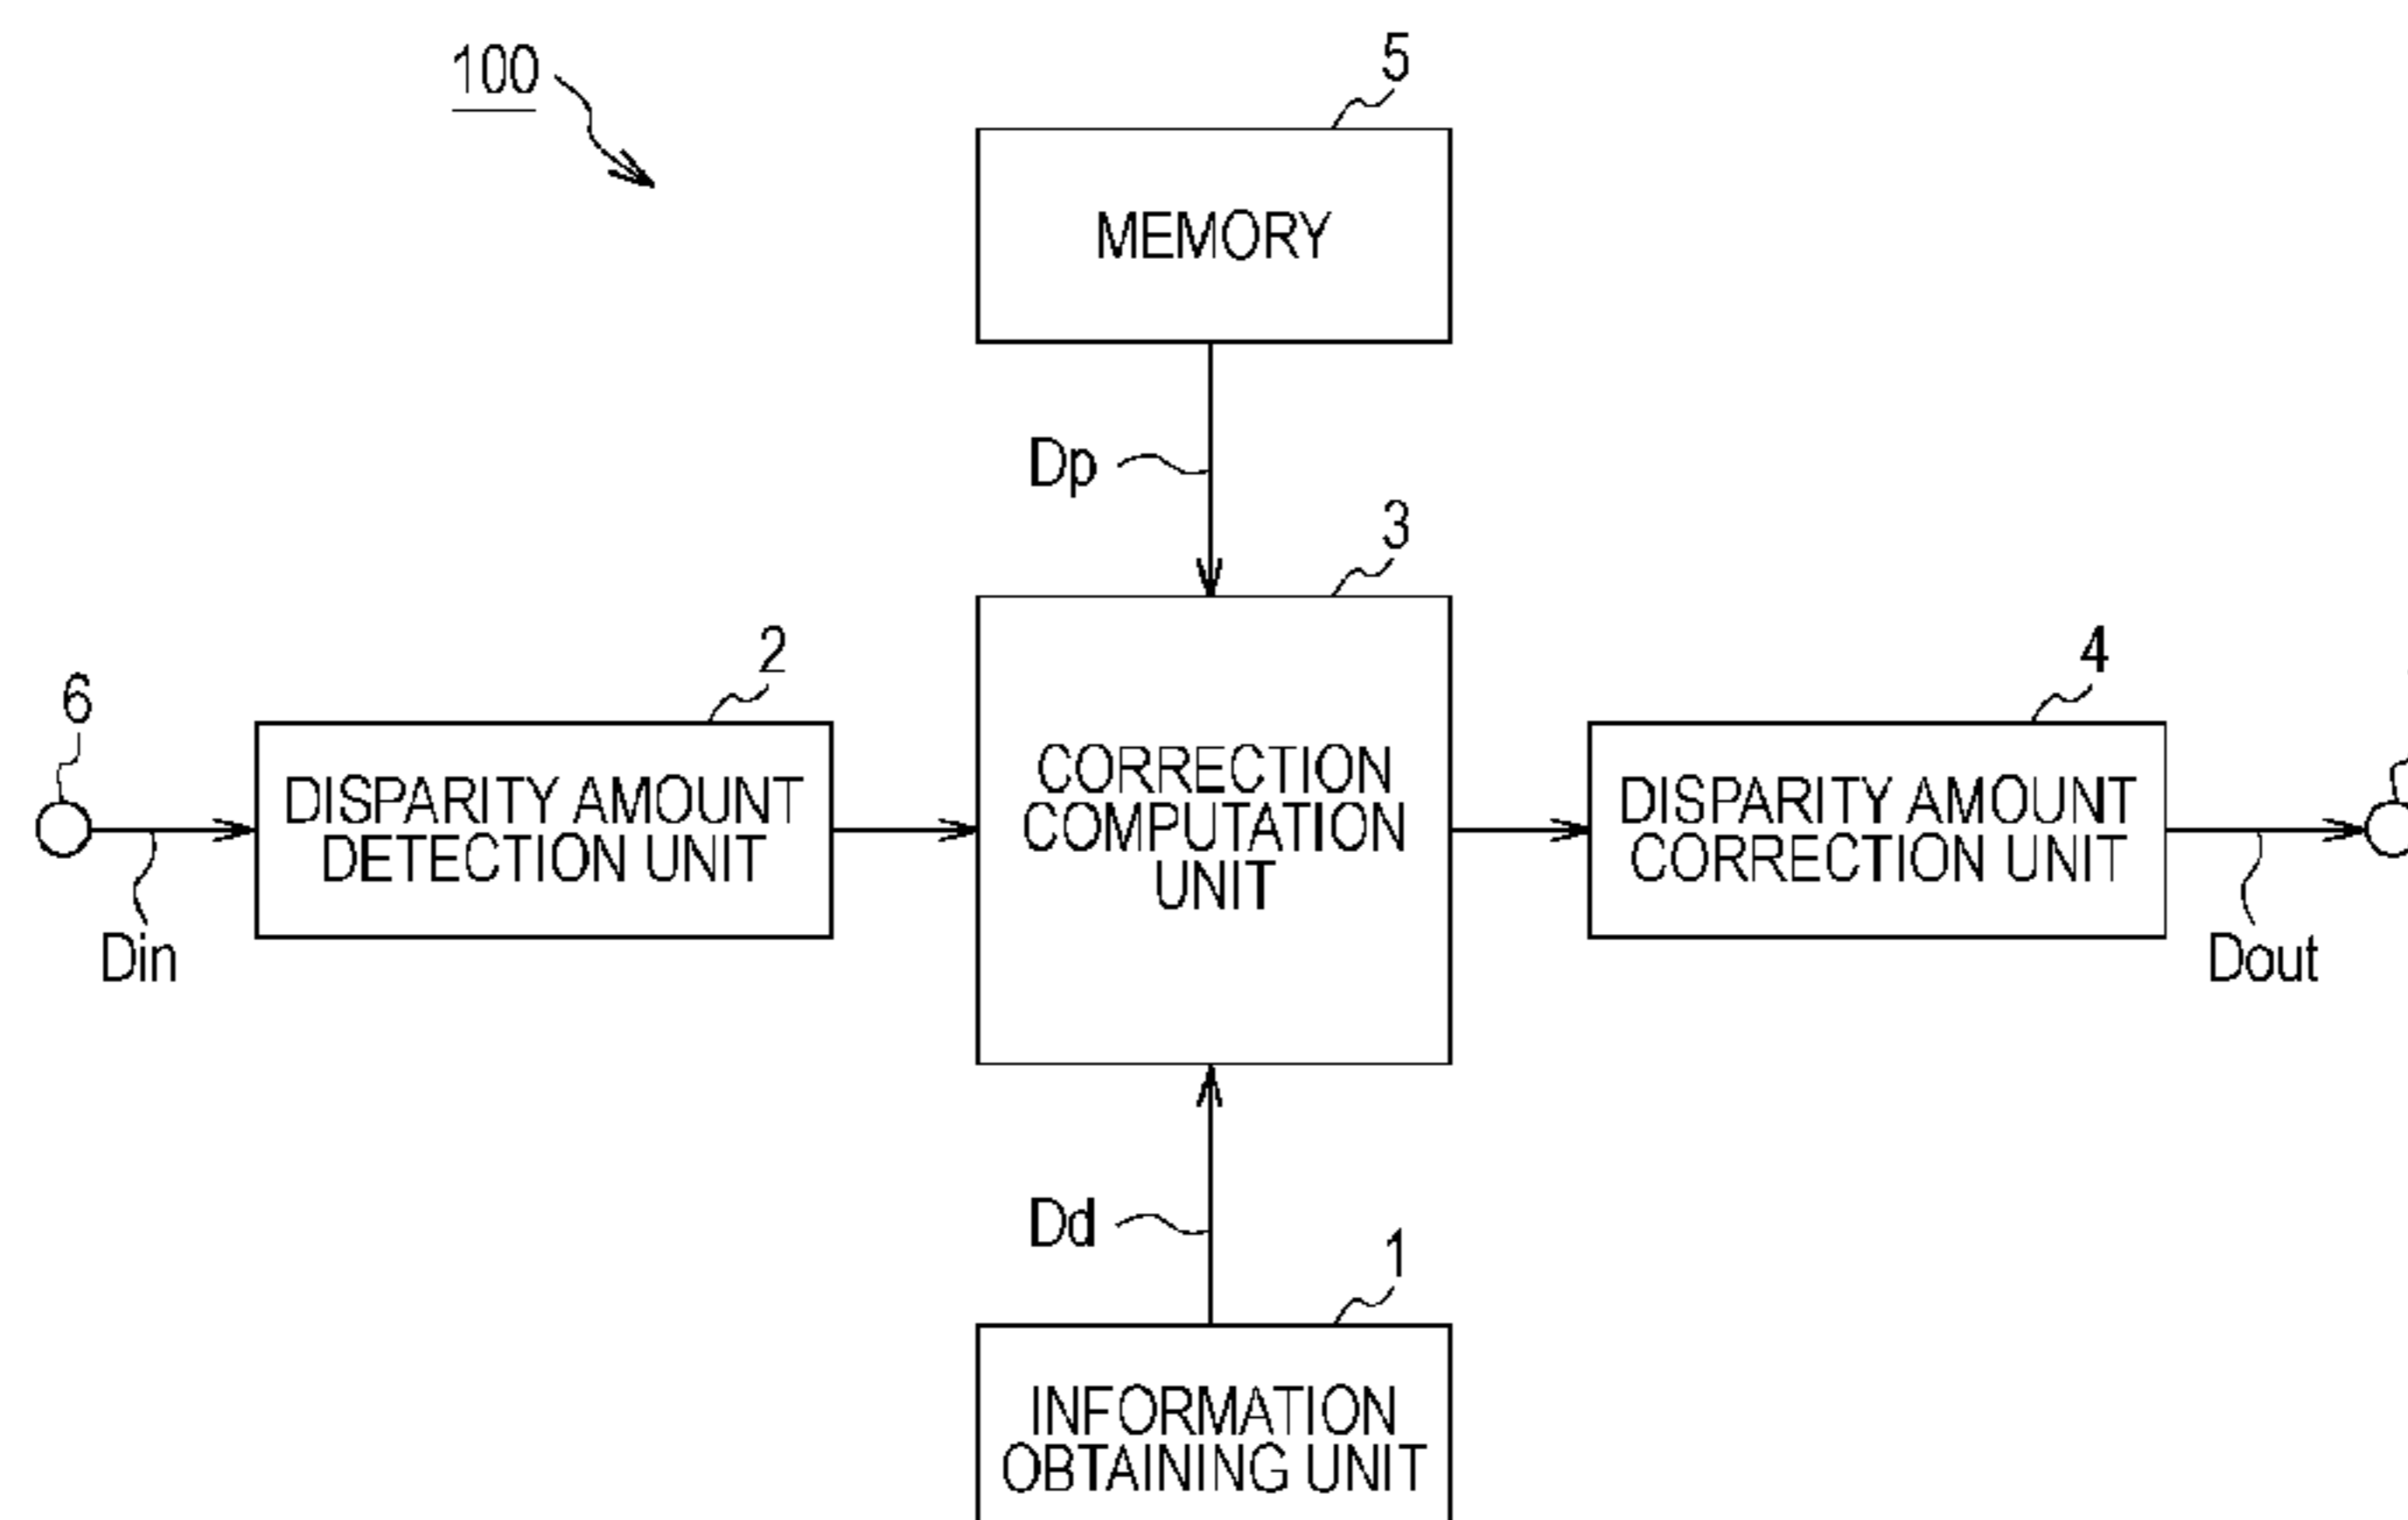 100
5
MEMORY
Dp
3
2
4
6
DISPARITY AMOUNT
DETECTION UNIT
CORRECTION
COMPUTATION
UNIT
DISPARITY AMOUNT
CORRECTION UNIT
Din
Dout
Dd
1
INFORMATION
OBTAINING UNIT